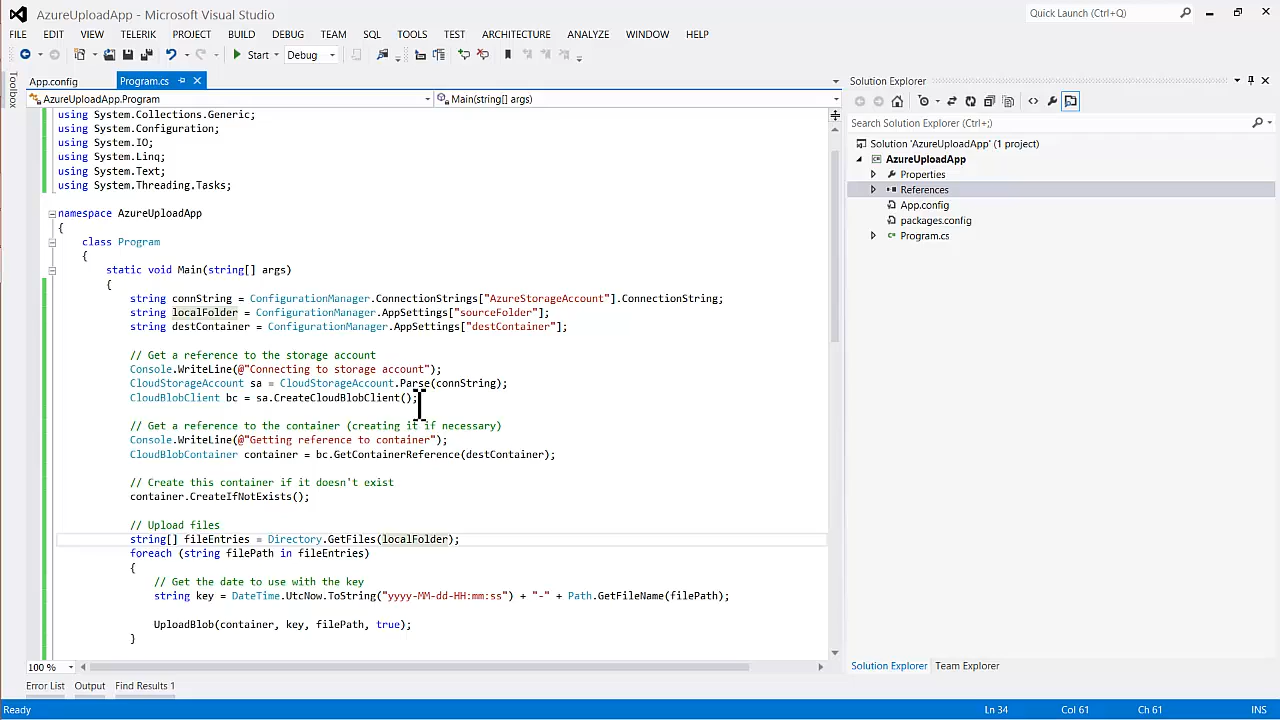 AzureUploadApp - Microsoft Visual Studio
Quick Launch (Ctrl+Q)
FILE EDIT VIEW TELERIK PROJECT BUILD DEBUG TEAM SQL TOOLS TEST ARCHITECTURE ANALYZE WINDOW HELP
Start Debug
Toolbox
App.config Program.cs
AzureUploadApp.Program Main(string[] args)
using System.Collections.Generic;
using System.Configuration;
using System.IO;
using System.Linq;
using System.Text;
using System.Threading.Tasks;
namespace AzureUploadApp
{
class Program
{
static void Main(string[] args)
{
string connString = ConfigurationManager.ConnectionStrings["AzureStorageAccount"].ConnectionString;
string localFolder = ConfigurationManager.AppSettings["sourceFolder"];
string destContainer = ConfigurationManager.AppSettings["destContainer"];
// Get a reference to the storage account
Console.WriteLine(@"Connecting to storage account");
CloudStorageAccount sa = CloudStorageAccount.Parse(connString);
CloudBlobClient bc = sa.CreateCloudBlobClient();
// Get a reference to the container (creating it if necessary)
Console.WriteLine(@"Getting reference to container");
CloudBlobContainer container = bc.GetContainerReference(destContainer);
// Create this container if it doesn't exist
container.CreateIfNotExists();
// Upload files
string[] fileEntries = Directory.GetFiles(localFolder);
foreach (string filePath in fileEntries)
{
// Get the date to use with the key
string key = DateTime.UtcNow.ToString("yyyy-MM-dd-HH:mm:ss") + "-" + Path.GetFileName(filePath);
UploadBlob(container, key, filePath, true);
}
100 %
Solution Explorer
Search Solution Explorer (Ctrl+;)
Solution 'AzureUploadApp' (1 project)
AzureUploadApp
Properties
References
App.config
packages.config
Program.cs
Solution Explorer Team Explorer
Error List Output Find Results 1
Ready Ln 34 Col 61 Ch 61 INS